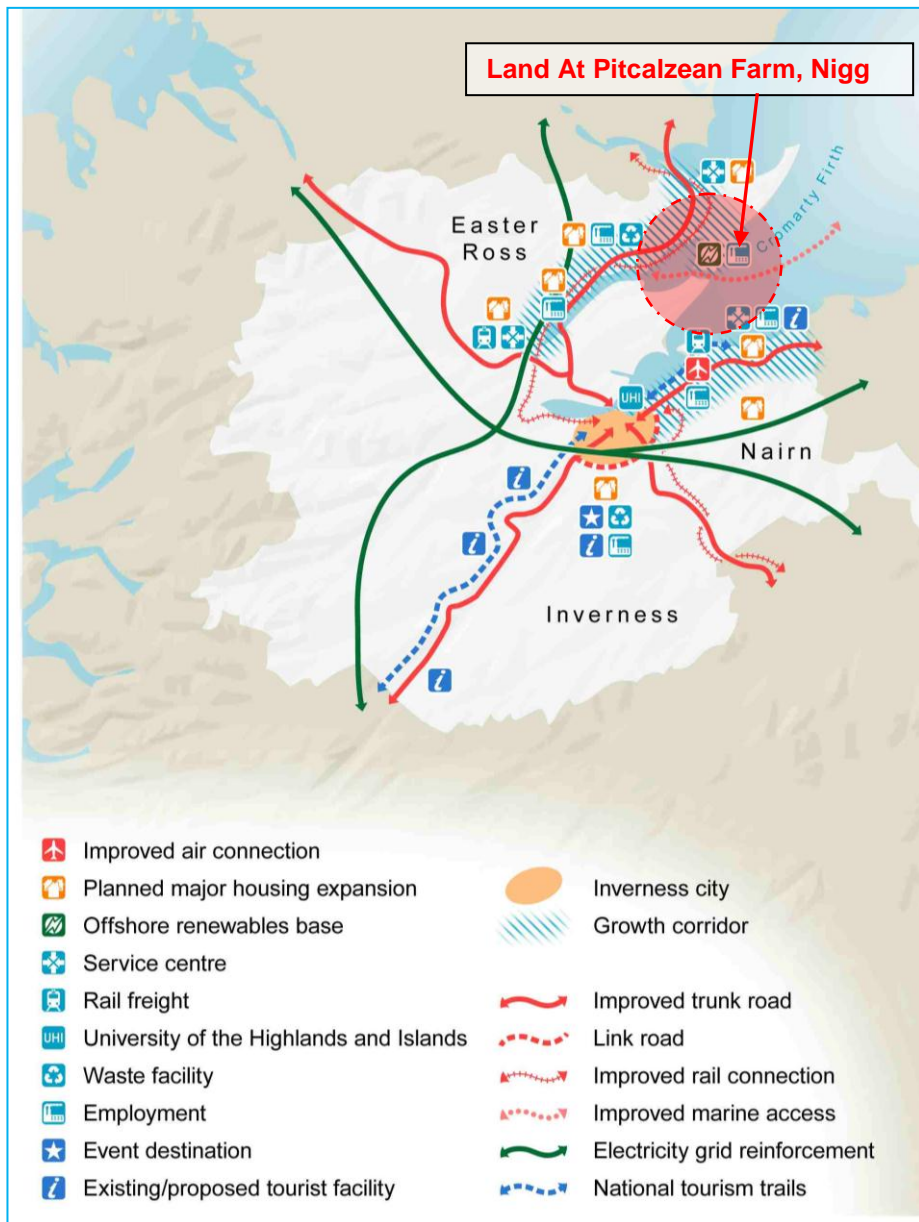 Land At Pitcalzean Farm, Nigg
Cromarty Firth
Easter
Ross
UHI
Nairn
Inverness
Improved air connection
Planned major housing expansion
Offshore renewables base
Service centre
Rail freight
UHI
University of the Highlands and Islands
Waste facility
Employment
Event destination
Existing/proposed tourist facility
Inverness city
Growth corridor
Improved trunk road
Link road
Improved rail connection
Improved marine access
Electricity grid reinforcement
National tourism trails